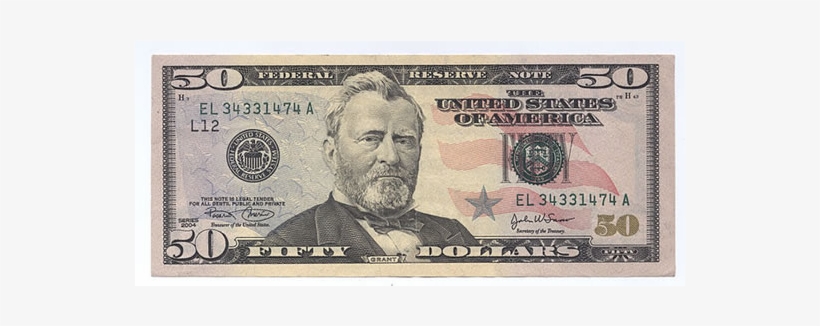 50 FEDERAL RESERVE NOTE 50
THE
UNITED STATES
OF AMERICA
EL 34331474 A
L12
THIS NOTE IS LEGAL TENDER
FOR ALL DEBTS, PUBLIC AND PRIVATE
EL 34331474 A
SERIES
2004
Treasurer of the United States.
Secretary of the Treasury.
50
50 FIFTY DOLLARS
GRANT